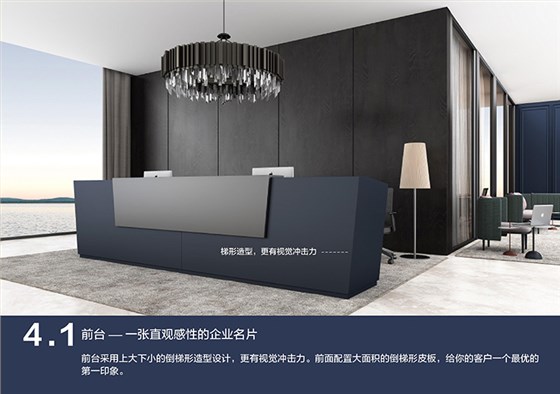 梯形造型，更有视觉冲击力
4.1 前台 — 一张直观感性的企业名片
前台采用上大下小的倒梯形造型设计，更有视觉冲击力。前面配置大面积的倒梯形皮板，给你的客户一个最优的
第一印象。